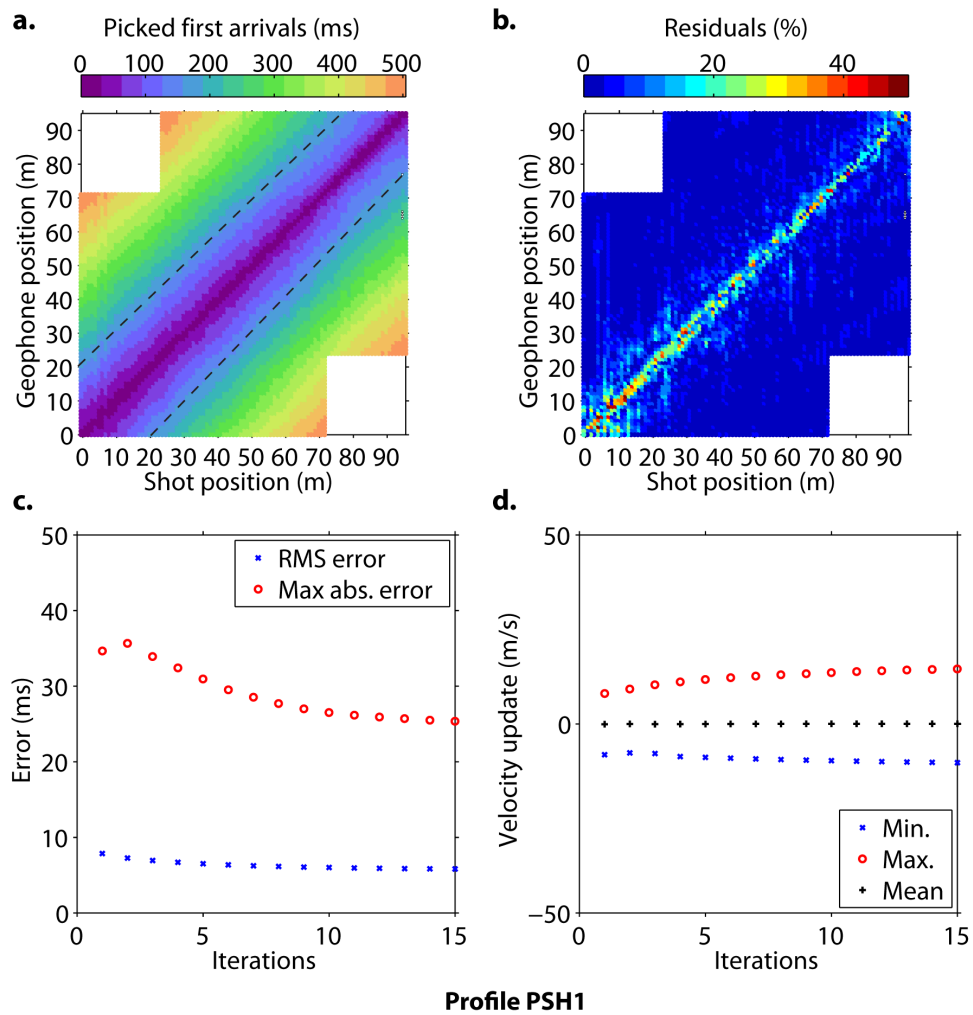 a.
Picked first arrivals (ms)
0 100 200 300 400 500
Geophone position (m)
90
80
70
60
50
40
30
20
10
0
0 10 20 30 40 50 60 70 80 90
Shot position (m)
b.
Residuals (%)
0 20 40
Geophone position (m)
90
80
70
60
50
40
30
20
10
0
0 10 20 30 40 50 60 70 80 90
Shot position (m)
c.
Error (ms)
50
40
30
20
10
0
RMS error
Max abs. error
0 5 10 15
Iterations
d.
Velocity update (m/s)
50
0
−50
Min.
Max.
Mean
0 5 10 15
Iterations
Profile PSH1